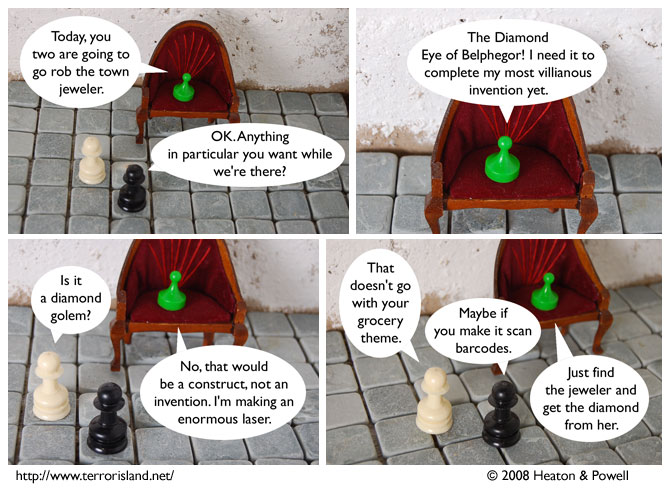 Today, you
two are going to
go rob the town
jeweler.
OK. Anything
in particular you want while
we're there?
The Diamond
Eye of Belphegor! I need it to
complete my most villianous
invention yet.
Is it
a diamond
golem?
No, that would
be a construct, not an
invention. I'm making an
enormous laser.
That
doesn't go
with your
grocery
theme.
Maybe if
you make it scan
barcodes.
Just find
the jeweler and
get the diamond
from her.
http://www.terrorisland.net/
© 2008 Heaton & Powell